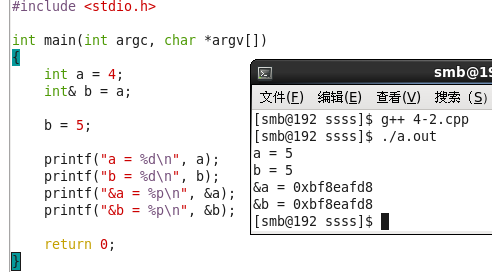 #include <stdio.h>
int main(int argc, char *argv[])
{
int a = 4;
int& b = a;
b = 5;
printf("a = %d\n", a);
printf("b = %d\n", b);
printf("&a = %p\n", &a);
printf("&b = %p\n", &b);
return 0;
}
smb@19
文件(F) 编辑(E) 查看(V) 搜索 (S)
[smb@192 ssss]$ g++ 4-2.cpp
[smb@192 ssss]$ ./a.out
a = 5
b = 5
&a = 0xbf8eafd8
&b = 0xbf8eafd8
[smb@192 ssss]$